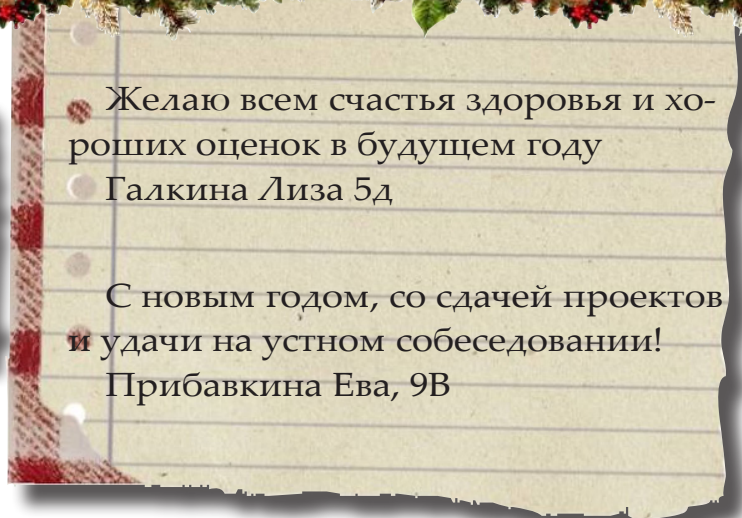 Желаю всем счастья здоровья и хо-
роших оценок в будущем году
Галкина Лиза 5д
С новым годом, со сдачей проектов
и удачи на устном собеседовании!
Прибавкина Ева, 9В